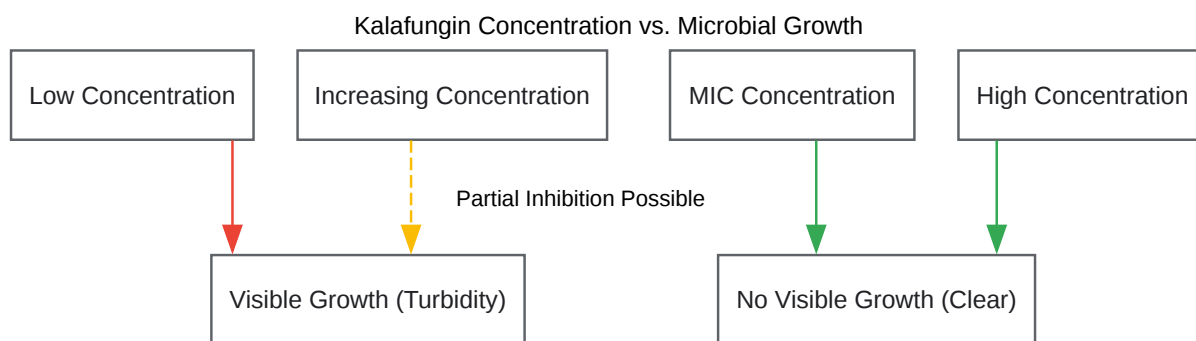 Kalafungin Concentration vs. Microbial Growth
Low Concentration
Increasing Concentration
MIC Concentration
High Concentration
Partial Inhibition Possible
Visible Growth (Turbidity)
No Visible Growth (Clear)